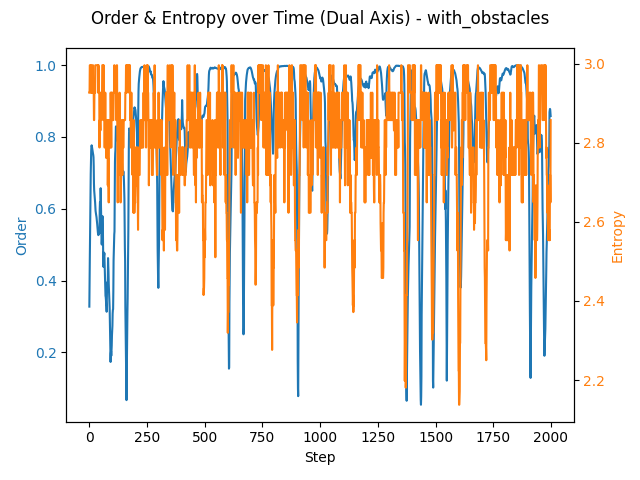 Order & Entropy over Time (Dual Axis) - with_obstacles
1.0
0.8
0.6
0.4
0.2
Order
3.0
2.8
2.6
2.4
2.2
Entropy
0 250 500 750 1000 1250 1500 1750 2000
Step